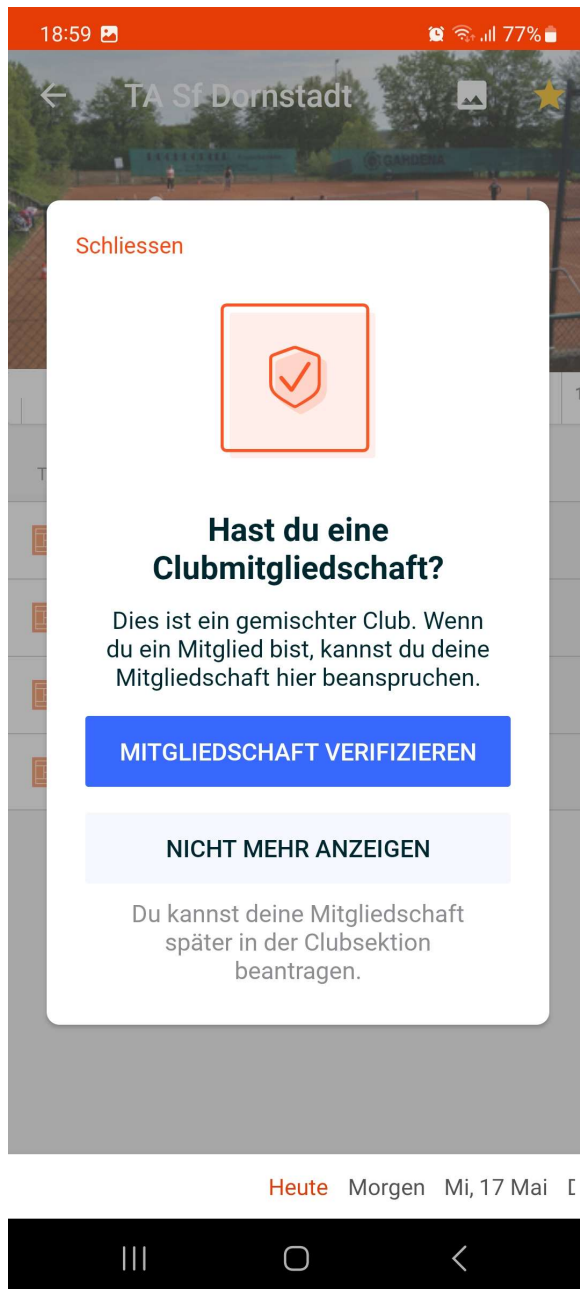 18:59
77%
TA Sf Dornstadt
GARDENA
Schliessen
T
Hast du eine
Clubmitgliedschaft?
Dies ist ein gemischter Club. Wenn
du ein Mitglied bist, kannst du deine
Mitgliedschaft hier beanspruchen.
MITGLIEDSCHAFT VERIFIZIEREN
NICHT MEHR ANZEIGEN
Du kannst deine Mitgliedschaft
später in der Clubsektion
beantragen.
Heute Morgen Mi, 17 Mai